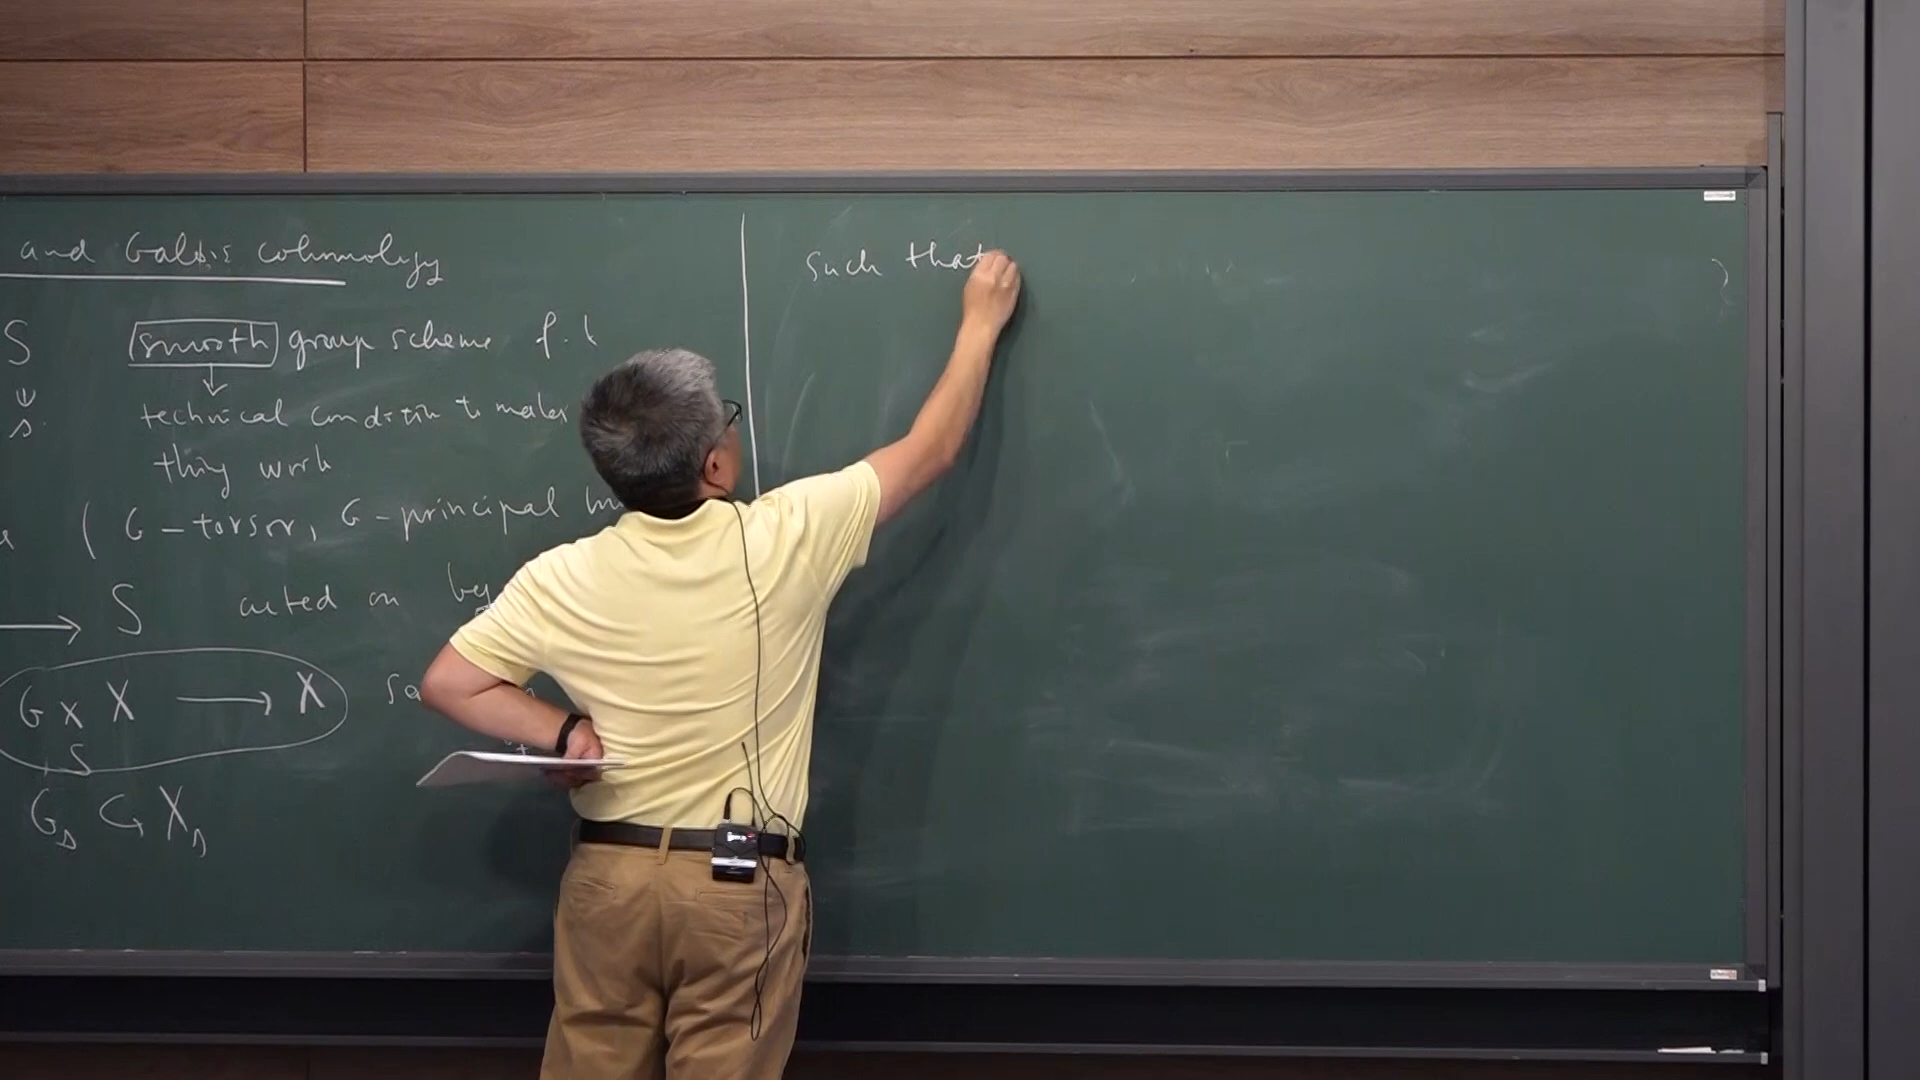 and Galois cohomology
S smooth group scheme f.t
↓
s technical condition to make
thing work
( G-torsor, G-principal
→ S acted on by
G ×_S X → X
G_s ↪ X_s
Such that